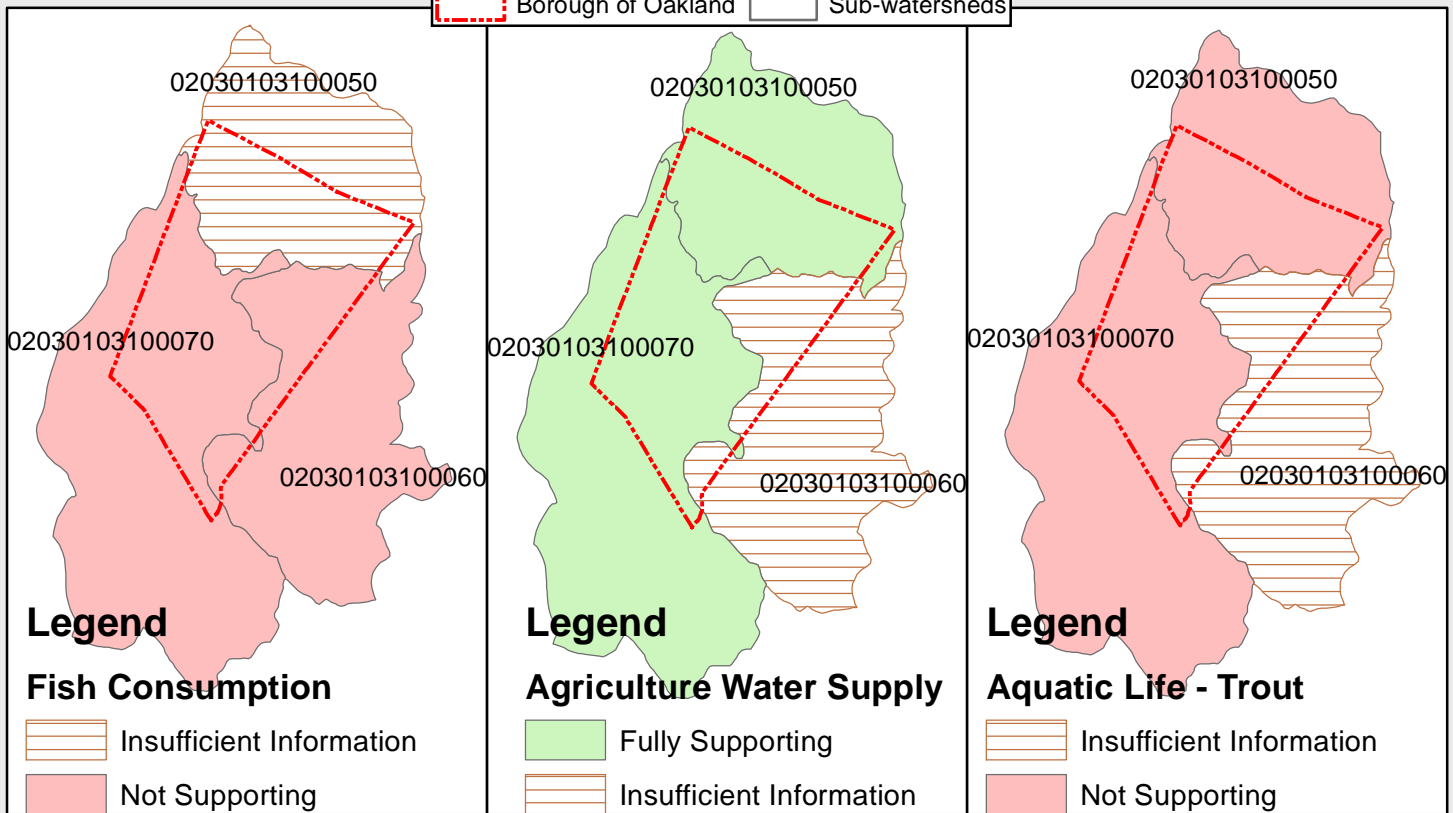 Borough of Oakland
Sub-watersheds
02030103100050
02030103100070
02030103100060
Legend
Fish Consumption
Insufficient Information
Not Supporting
02030103100050
02030103100070
02030103100060
Legend
Agriculture Water Supply
Fully Supporting
Insufficient Information
02030103100050
02030103100070
02030103100060
Legend
Aquatic Life - Trout
Insufficient Information
Not Supporting